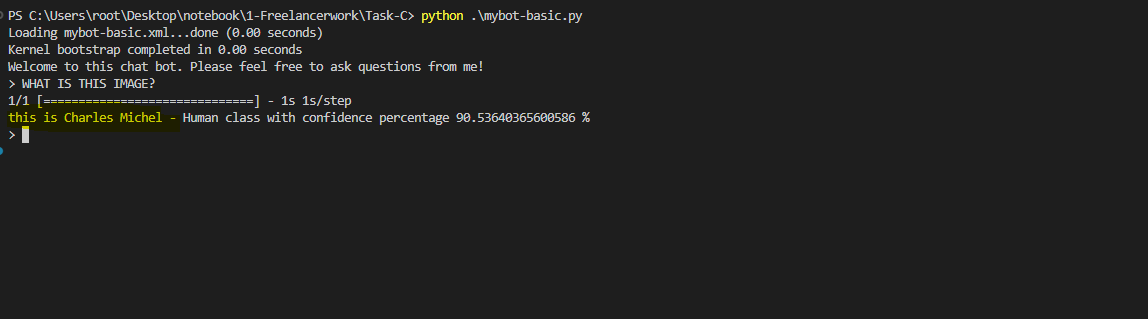 PS C:\Users\root\Desktop\notebook\1-Freelancerwork\Task-C> python .\mybot-basic.py
Loading mybot-basic.xml...done (0.00 seconds)
Kernel bootstrap completed in 0.00 seconds
Welcome to this chat bot. Please feel free to ask questions from me!
> WHAT IS THIS IMAGE?
1/1 [==============================] - 1s 1s/step
this is Charles Michel - Human class with confidence percentage 90.53640365600586 %
>